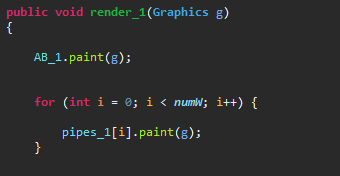 public void render_1(Graphics g)
{
AB_1.paint(g);
for (int i = 0; i < numW; i++) {
pipes_1[i].paint(g);
}